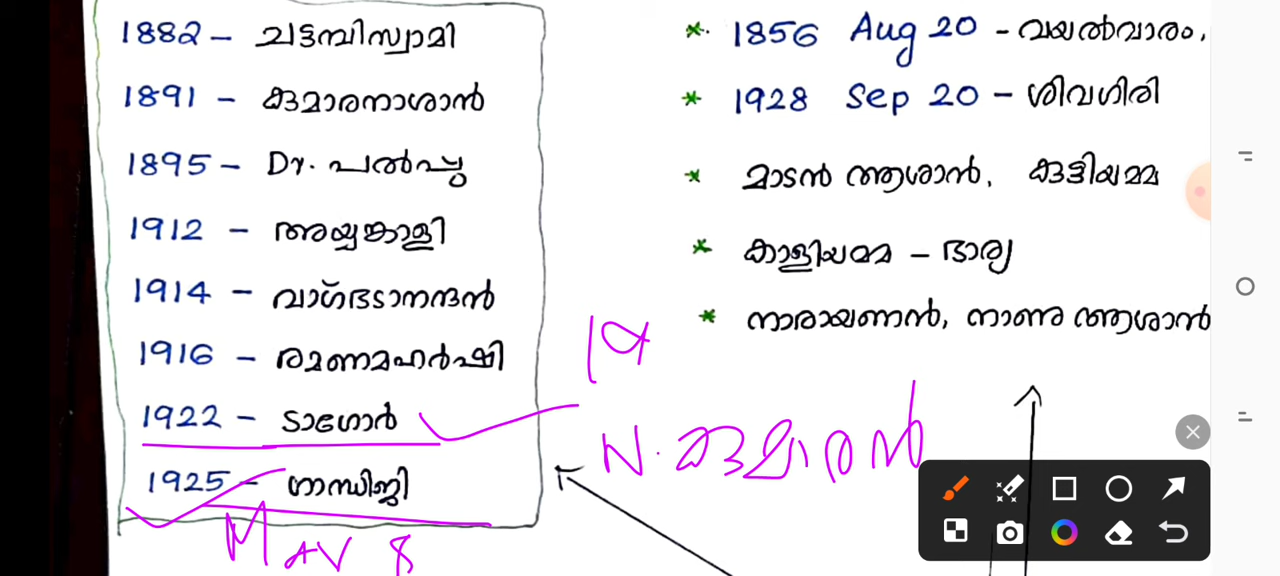 1882 - ചട്ടമ്പിസ്വാമി
1891 - കുമാരനാശാൻ
1895 - Dr. പൽപ്പു
1912 - അയ്യങ്കാളി
1914 - വാഗ്ഭടാനന്ദൻ
1916 - രമണമഹർഷി
1922 - ടാഗോർ
1925 - ഗാന്ധിജി
May 8
N. കുമാരൻ
* 1856 Aug 20 - വയൽവാരം,
* 1928 Sep 20 - ശിവഗിരി
* മാടൻ ആശാൻ, കുട്ടിയമ്മ
* കാളിയമ്മ - ഭാര്യ
* നാരായണൻ, നാണു ആശാൻ